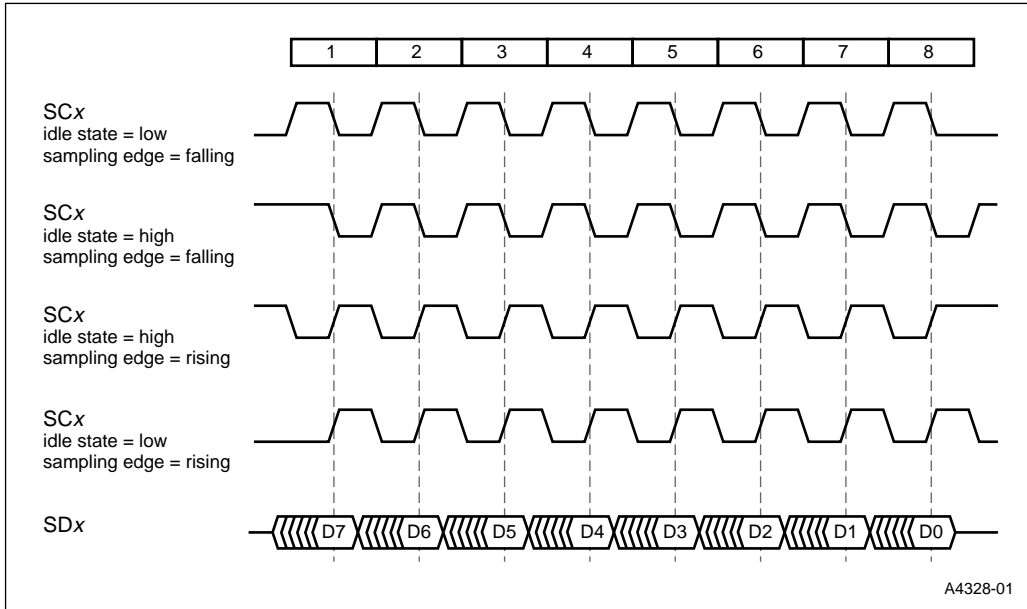 1 2 3 4 5 6 7 8
SCx
idle state = low
sampling edge = falling
SCx
idle state = high
sampling edge = falling
SCx
idle state = high
sampling edge = rising
SCx
idle state = low
sampling edge = rising
SDx D7 D6 D5 D4 D3 D2 D1 D0
A4328-01